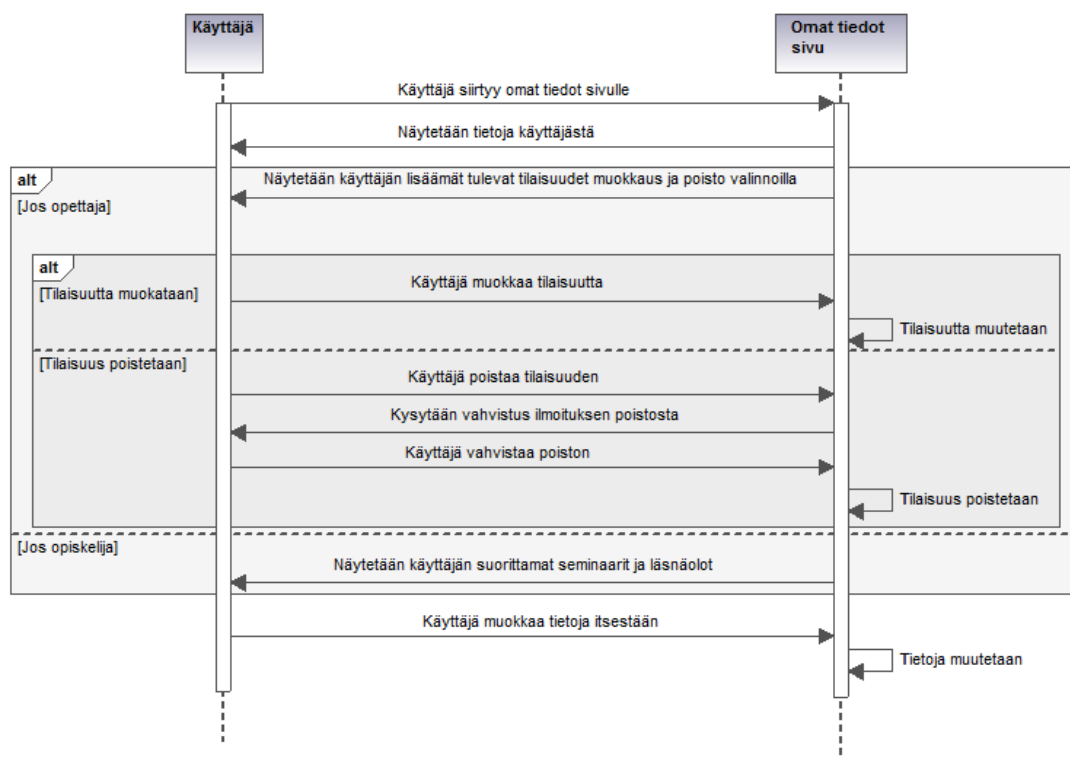 Käyttäjä
Omat tiedot
sivu
Käyttäjä siirtyy omat tiedot sivulle
Näytetään tietoja käyttäjästä
alt
Näytetään käyttäjän lisäämät tulevat tilaisuudet muokkaus ja poisto valinnoilla
[Jos opettaja]
alt
[Tilaisuutta muokataan]
Käyttäjä muokkaa tilaisuutta
Tilaisuutta muutetaan
[Tilaisuus poistetaan]
Käyttäjä poistaa tilaisuuden
Kysytään vahvistus ilmoituksen poistosta
Käyttäjä vahvistaa poiston
Tilaisuus poistetaan
[Jos opiskelija]
Näytetään käyttäjän suorittamat seminaarit ja läsnäolot
Käyttäjä muokkaa tietoja itsestään
Tietoja muutetaan